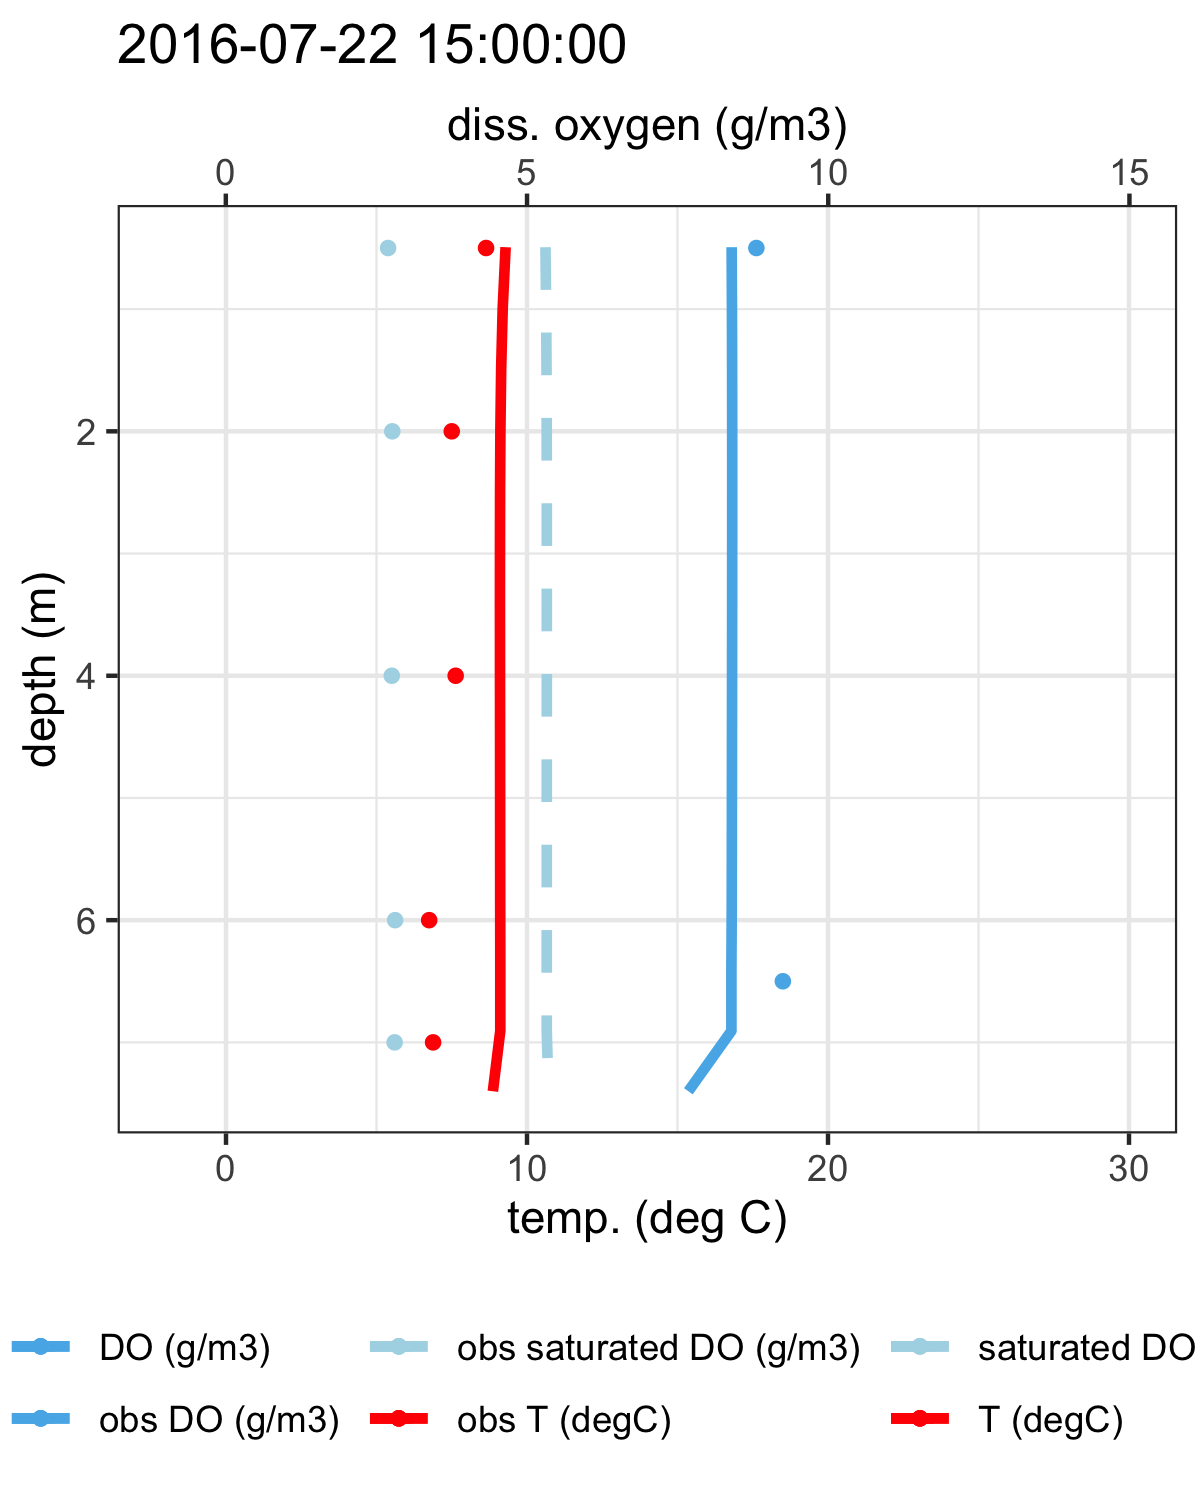 2016-07-22 15:00:00
diss. oxygen (g/m3)
0 5 10 15
depth (m)
2
4
6
0 10 20 30
temp. (deg C)
DO (g/m3) obs saturated DO (g/m3) saturated DO
obs DO (g/m3) obs T (degC) T (degC)